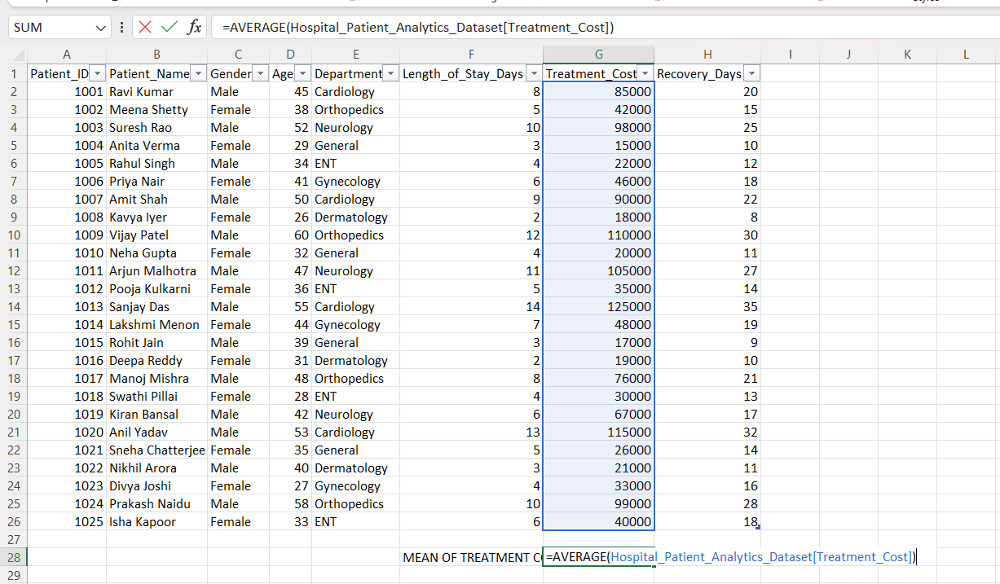 SUM fx =AVERAGE(Hospital_Patient_Analytics_Dataset[Treatment_Cost])
A B C D E F G H I J K L
1 Patient_ID Patient_Name Gender Age Department Length_of_Stay_Days Treatment_Cost Recovery_Days
2 1001 Ravi Kumar Male 45 Cardiology 8 85000 20
3 1002 Meena Shetty Female 38 Orthopedics 5 42000 15
4 1003 Suresh Rao Male 52 Neurology 10 98000 25
5 1004 Anita Verma Female 29 General 3 15000 10
6 1005 Rahul Singh Male 34 ENT 4 22000 12
7 1006 Priya Nair Female 41 Gynecology 6 46000 18
8 1007 Amit Shah Male 50 Cardiology 9 90000 22
9 1008 Kavya Iyer Female 26 Dermatology 2 18000 8
10 1009 Vijay Patel Male 60 Orthopedics 12 110000 30
11 1010 Neha Gupta Female 32 General 4 20000 11
12 1011 Arjun Malhotra Male 47 Neurology 11 105000 27
13 1012 Pooja Kulkarni Female 36 ENT 5 35000 14
14 1013 Sanjay Das Male 55 Cardiology 14 125000 35
15 1014 Lakshmi Menon Female 44 Gynecology 7 48000 19
16 1015 Rohit Jain Male 39 General 3 17000 9
17 1016 Deepa Reddy Female 31 Dermatology 2 19000 10
18 1017 Manoj Mishra Male 48 Orthopedics 8 76000 21
19 1018 Swathi Pillai Female 28 ENT 4 30000 13
20 1019 Kiran Bansal Male 42 Neurology 6 67000 17
21 1020 Anil Yadav Male 53 Cardiology 13 115000 32
22 1021 Sneha Chatterjee Female 35 General 5 26000 14
23 1022 Nikhil Arora Male 40 Dermatology 3 21000 11
24 1023 Divya Joshi Female 27 Gynecology 4 33000 16
25 1024 Prakash Naidu Male 58 Orthopedics 10 99000 28
26 1025 Isha Kapoor Female 33 ENT 6 40000 18
27
28 MEAN OF TREATMENT =AVERAGE(Hospital_Patient_Analytics_Dataset[Treatment_Cost])
29